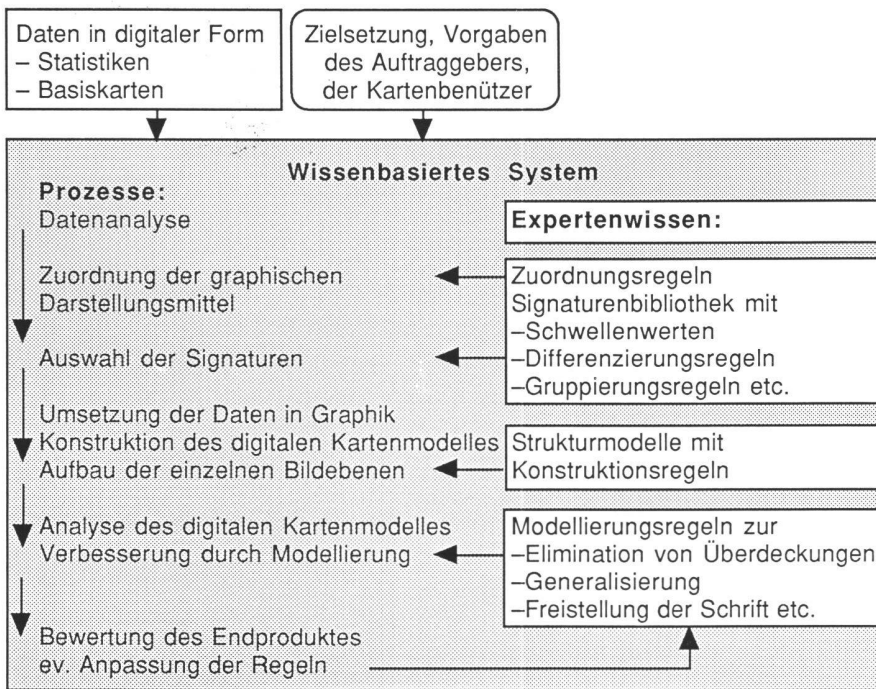 Daten in digitaler Form
– Statistiken
– Basiskarten
Zielsetzung, Vorgaben
des Auftraggebers,
der Kartenbenützer
Wissenbasiertes System
Prozesse:
Datenanalyse
Zuordnung der graphischen
Darstellungsmittel
Auswahl der Signaturen
Umsetzung der Daten in Graphik
Konstruktion des digitalen Kartenmodelles
Aufbau der einzelnen Bildebenen
Analyse des digitalen Kartenmodelles
Verbesserung durch Modellierung
Bewertung des Endproduktes
ev. Anpassung der Regeln
Expertenwissen:
Zuordnungsregeln
Signaturenbibliothek mit
–Schwellenwerten
–Differenzierungsregeln
–Gruppierungsregeln etc.
Strukturmodelle mit
Konstruktionsregeln
Modellierungsregeln zur
–Elimination von Überdeckungen
–Generalisierung
–Freistellung der Schrift etc.